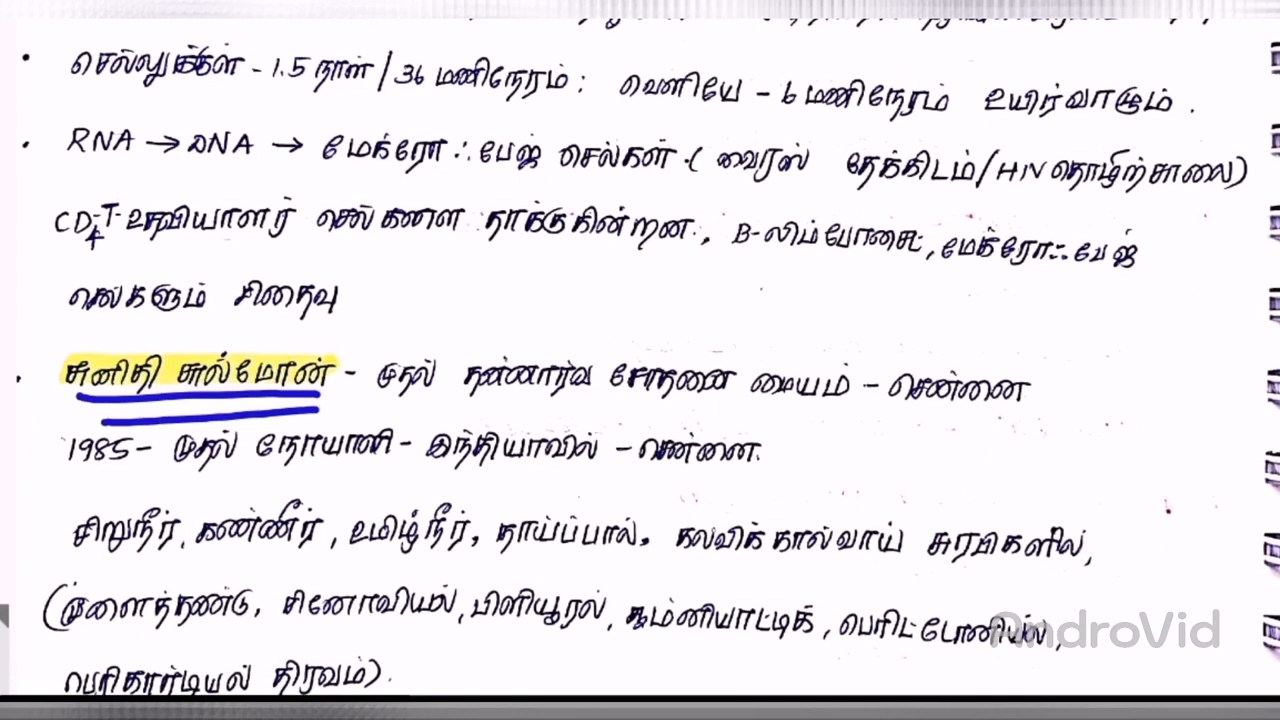 • செல்லுக்கள் - 1.5 நாள் / 36 மணிநேரம் : வெளியே - 6 மணிநேரம் உயிர்வாழும் .
• RNA → DNA → மேக்ரோஃபேஜ் செல்கள் . ( வைரஸ் தேக்கிடம் / HIV தொழிற்சாலை )
CD4-T- உதவியாளர் செல்களை தாக்குகின்றன . , B-லிம்போசைட் , மேக்ரோஃபேஜ்
செல்களும் சிதைவு
• சுனிதி சால்மோன் - முதல் தன்னார்வ சோதனை மையம் - சென்னை
1985 - முதல் நோயாளி - இந்தியாவில் - சென்னை.
சிறுநீர் , கண்ணீர் , உமிழ்நீர் , தாய்ப்பால் , கலவிக் கால்வாய் சுரபிகளில் ,
( மூளைத்தண்டு , சினோவியல் , பிளியூரல் , அம்னியாட்டிக் , பெரிட்டோனியல் ,
பெரிகார்டியல் திரவம் ) .
AndroVid